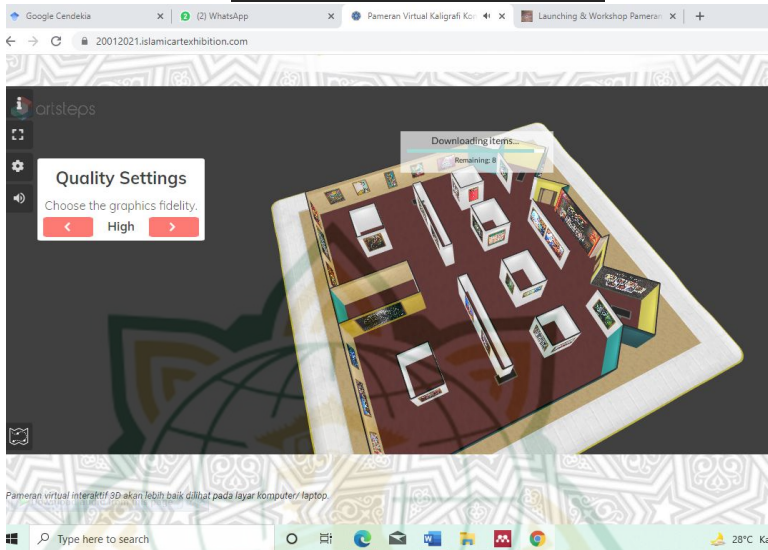 Google Cendekia
(2) WhatsApp
Pameran Virtual Kaligrafi Kon
Launching & Workshop Pameran
20012021.islamicartexhibition.com
artsteps
Downloading items...
Remaining: 8
Quality Settings
Choose the graphics fidelity.
High
Pameran virtual interaktif 3D akan lebih baik dilihat pada layar komputer/ laptop.
Type here to search
28°C Ka